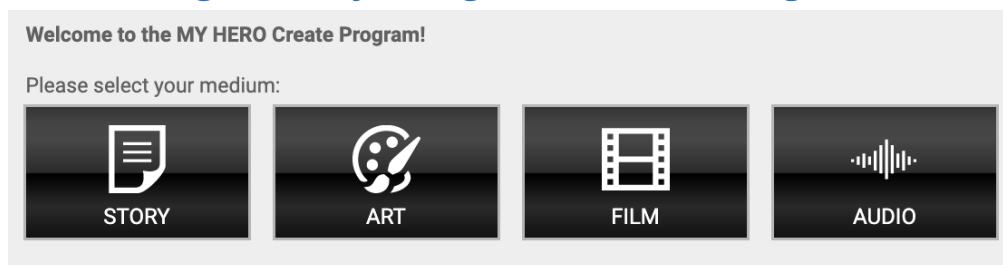 Welcome to the MY HERO Create Program!
Please select your medium:
STORY
ART
FILM
AUDIO